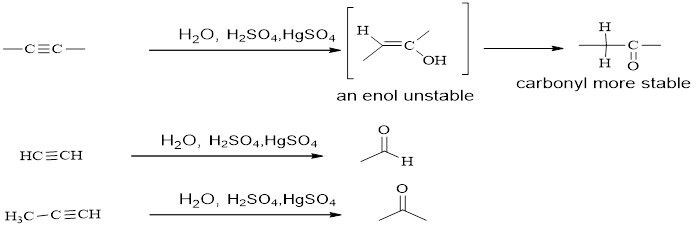 —C≡C— H₂O, H₂SO₄,HgSO₄ H C OH H H C O
an enol unstable carbonyl more stable
HC≡CH H₂O, H₂SO₄,HgSO₄ O H
H₃C—C≡CH H₂O, H₂SO₄,HgSO₄ O